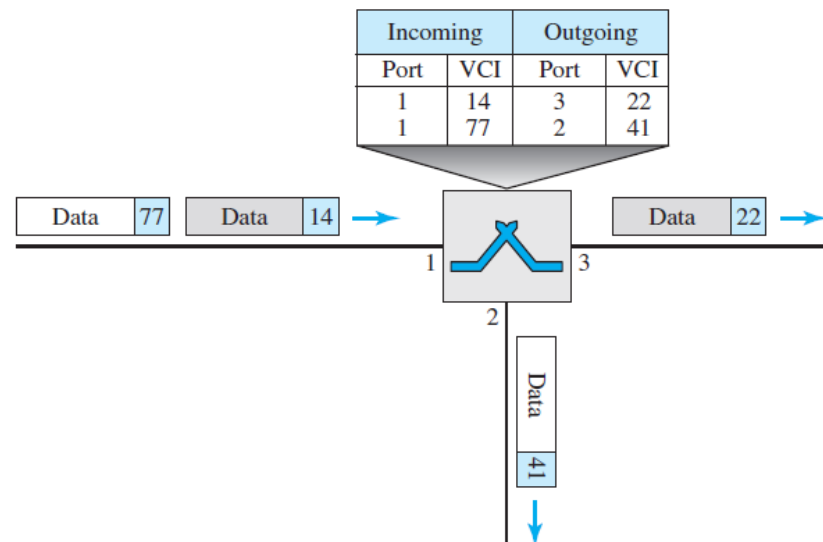 Incoming Outgoing
Port VCI Port VCI
1 14 3 22
1 77 2 41
Data 77 Data 14 Data 22
1 3
2
Data 41